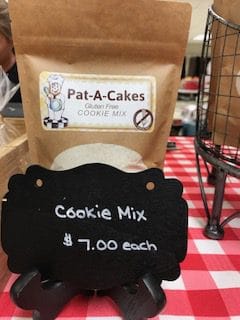 Pat-A-Cakes
Gluten Free
COOKIE MIX
Cookie Mix
$7.00 each